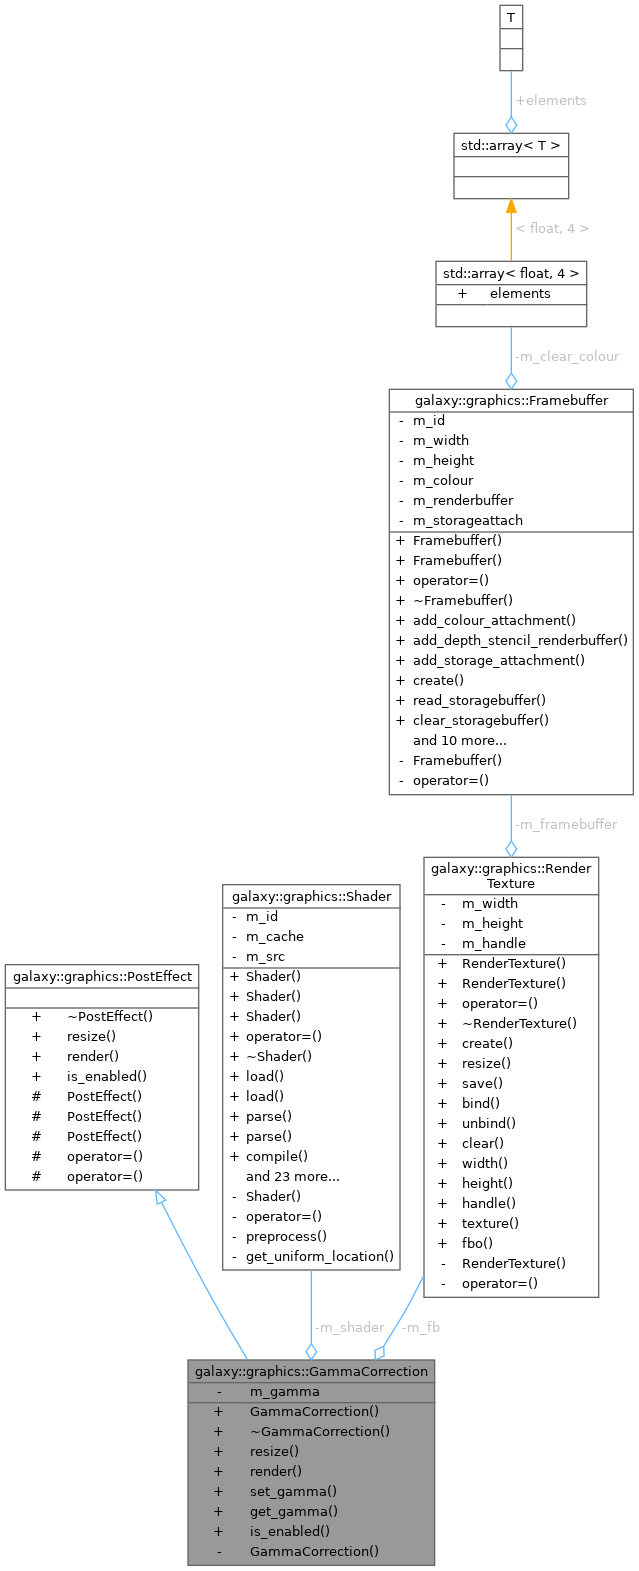 T
+elements
std::array< T >
< float, 4 >
std::array< float, 4 >
+ elements
-m_clear_colour
galaxy::graphics::Framebuffer
- m_id
- m_width
- m_height
- m_colour
- m_renderbuffer
- m_storageattach
+ Framebuffer()
+ Framebuffer()
+ operator=()
+ ~Framebuffer()
+ add_colour_attachment()
+ add_depth_stencil_renderbuffer()
+ add_storage_attachment()
+ create()
+ read_storagebuffer()
+ clear_storagebuffer()
and 10 more...
- Framebuffer()
- operator=()
-m_framebuffer
galaxy::graphics::Render
Texture
- m_width
- m_height
- m_handle
+ RenderTexture()
+ RenderTexture()
+ operator=()
+ ~RenderTexture()
+ create()
+ resize()
+ save()
+ bind()
+ unbind()
+ clear()
+ width()
+ height()
+ handle()
+ texture()
+ fbo()
- RenderTexture()
- operator=()
galaxy::graphics::Shader
- m_id
- m_cache
- m_src
+ Shader()
+ Shader()
+ Shader()
+ operator=()
+ ~Shader()
+ load()
+ load()
+ parse()
+ parse()
+ compile()
and 23 more...
- Shader()
- operator=()
- preprocess()
- get_uniform_location()
galaxy::graphics::PostEffect
+ ~PostEffect()
+ resize()
+ render()
+ is_enabled()
# PostEffect()
# PostEffect()
# PostEffect()
# operator=()
# operator=()
-m_shader
-m_fb
galaxy::graphics::GammaCorrection
- m_gamma
+ GammaCorrection()
+ ~GammaCorrection()
+ resize()
+ render()
+ set_gamma()
+ get_gamma()
+ is_enabled()
- GammaCorrection()